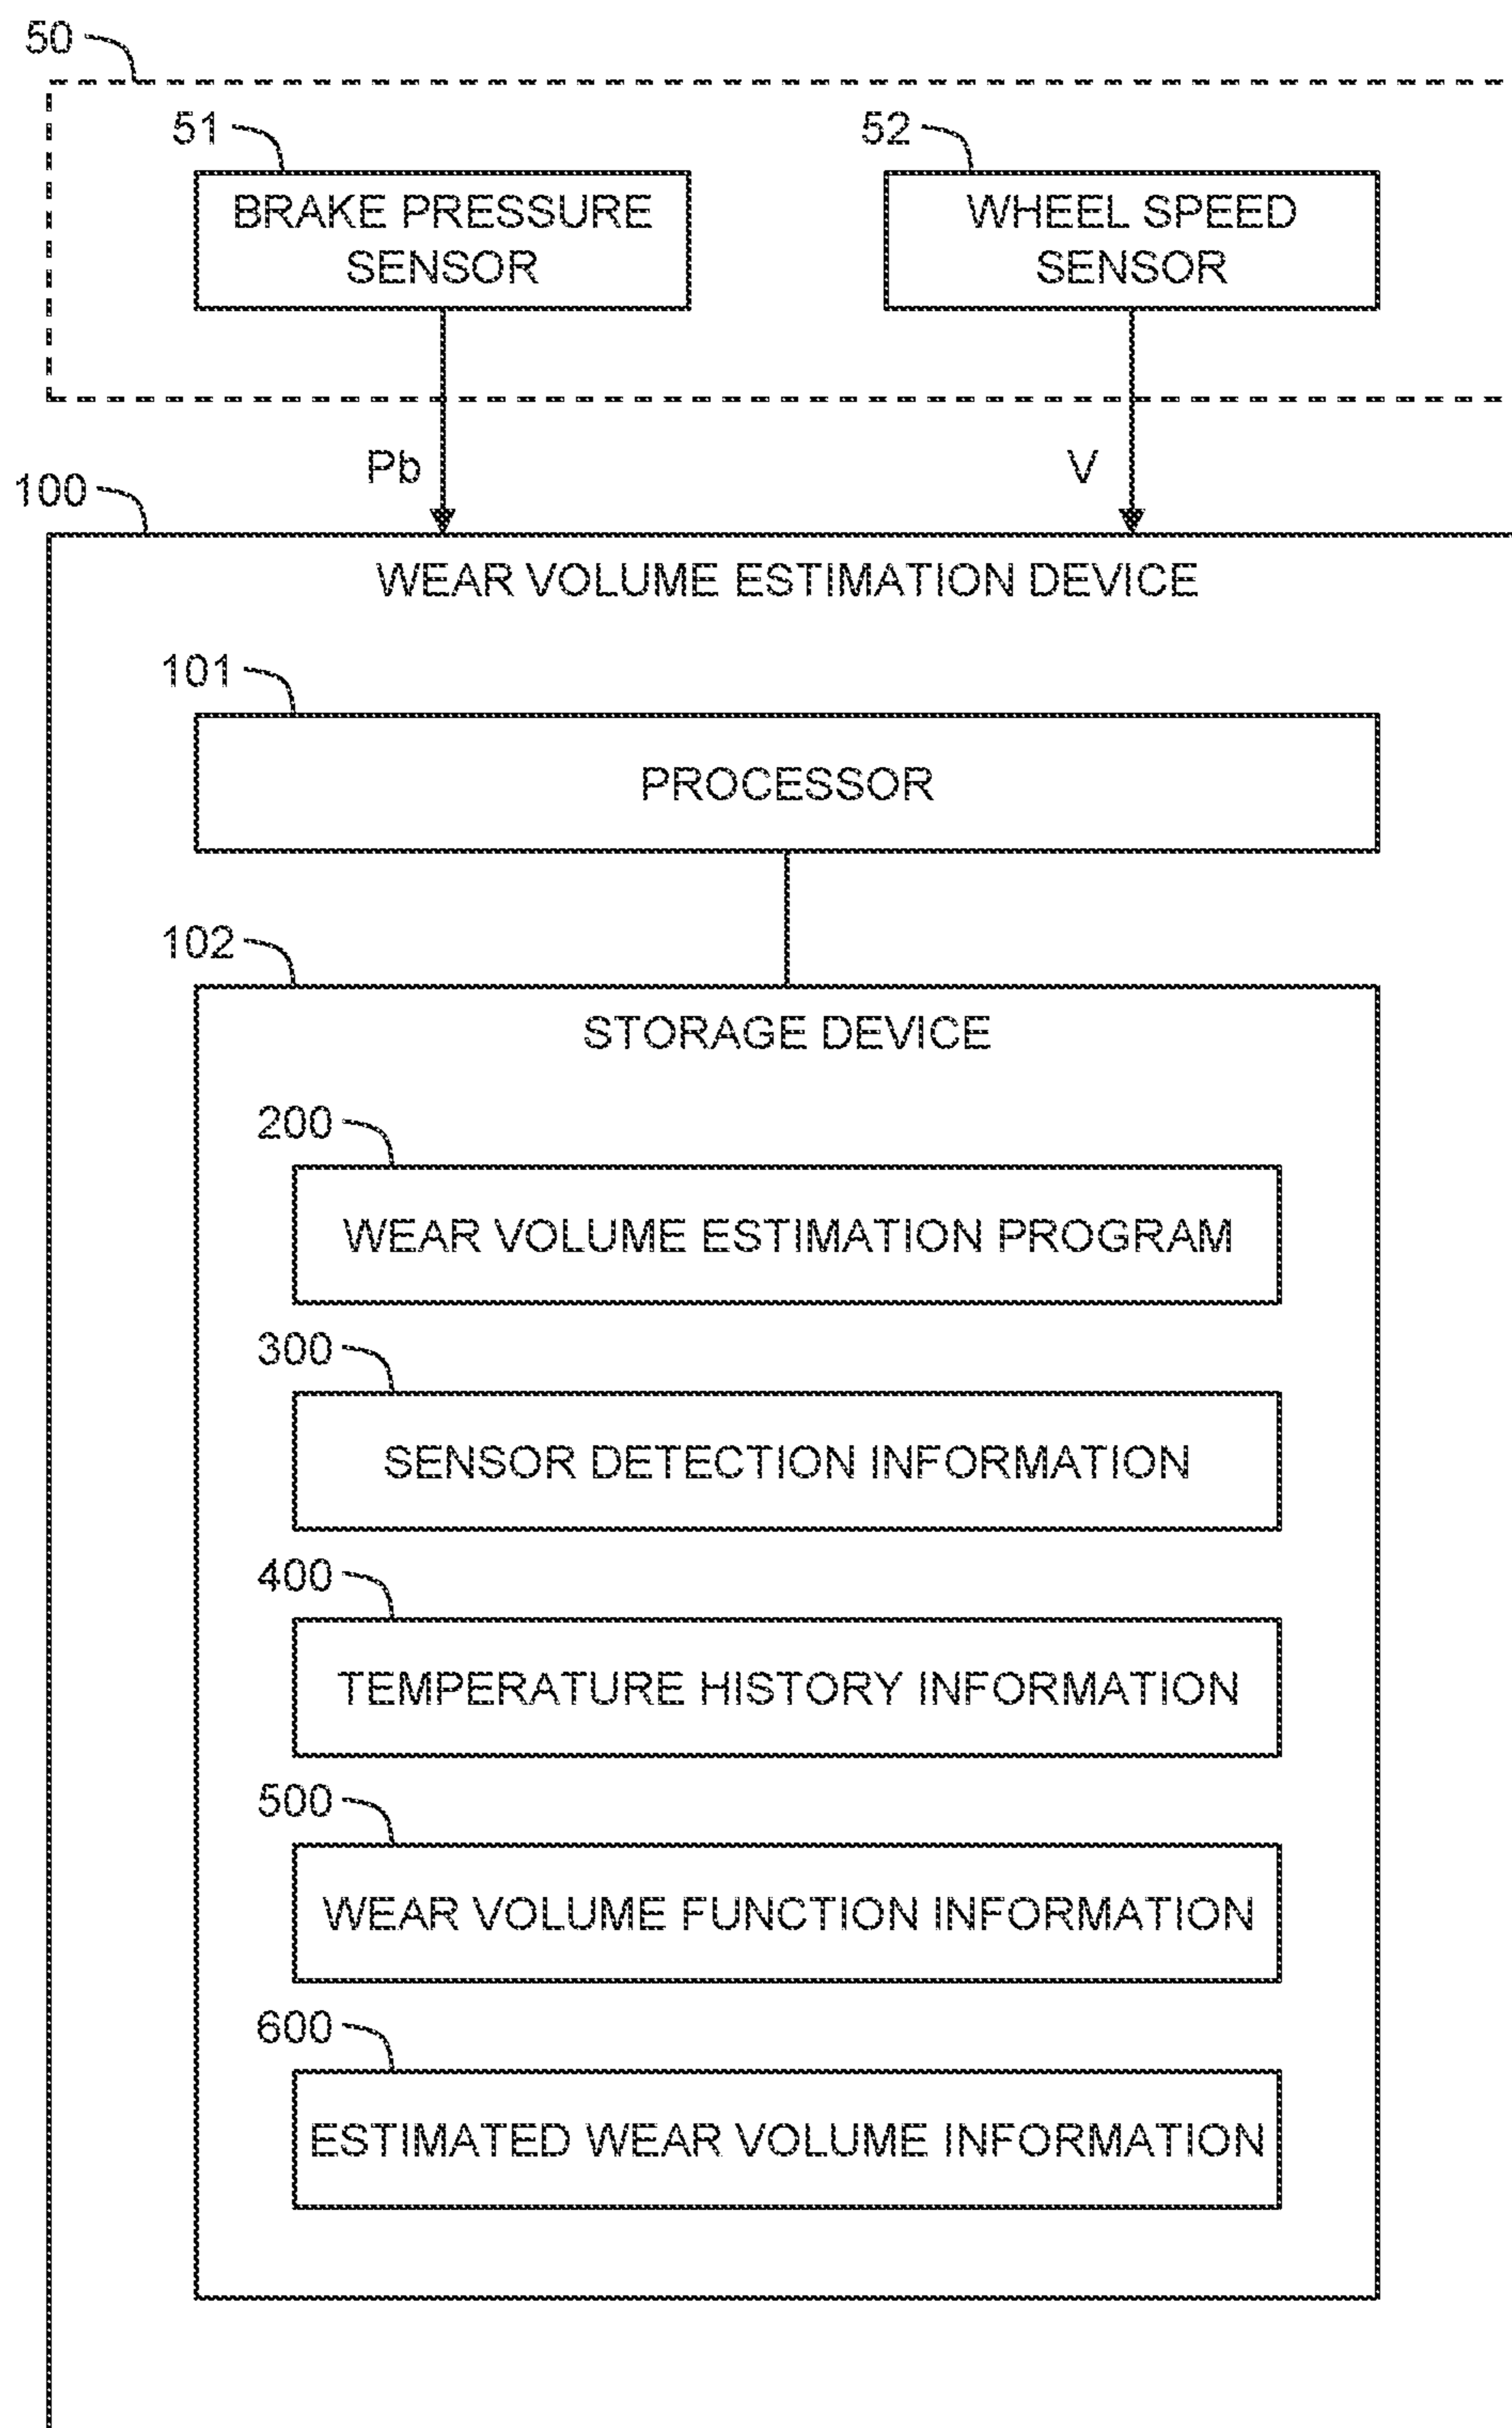 50
51
52
BRAKE PRESSURE
SENSOR
WHEEL SPEED
SENSOR
Pb
V
100
WEAR VOLUME ESTIMATION DEVICE
101
PROCESSOR
102
STORAGE DEVICE
200
WEAR VOLUME ESTIMATION PROGRAM
300
SENSOR DETECTION INFORMATION
400
TEMPERATURE HISTORY INFORMATION
500
WEAR VOLUME FUNCTION INFORMATION
600
ESTIMATED WEAR VOLUME INFORMATION